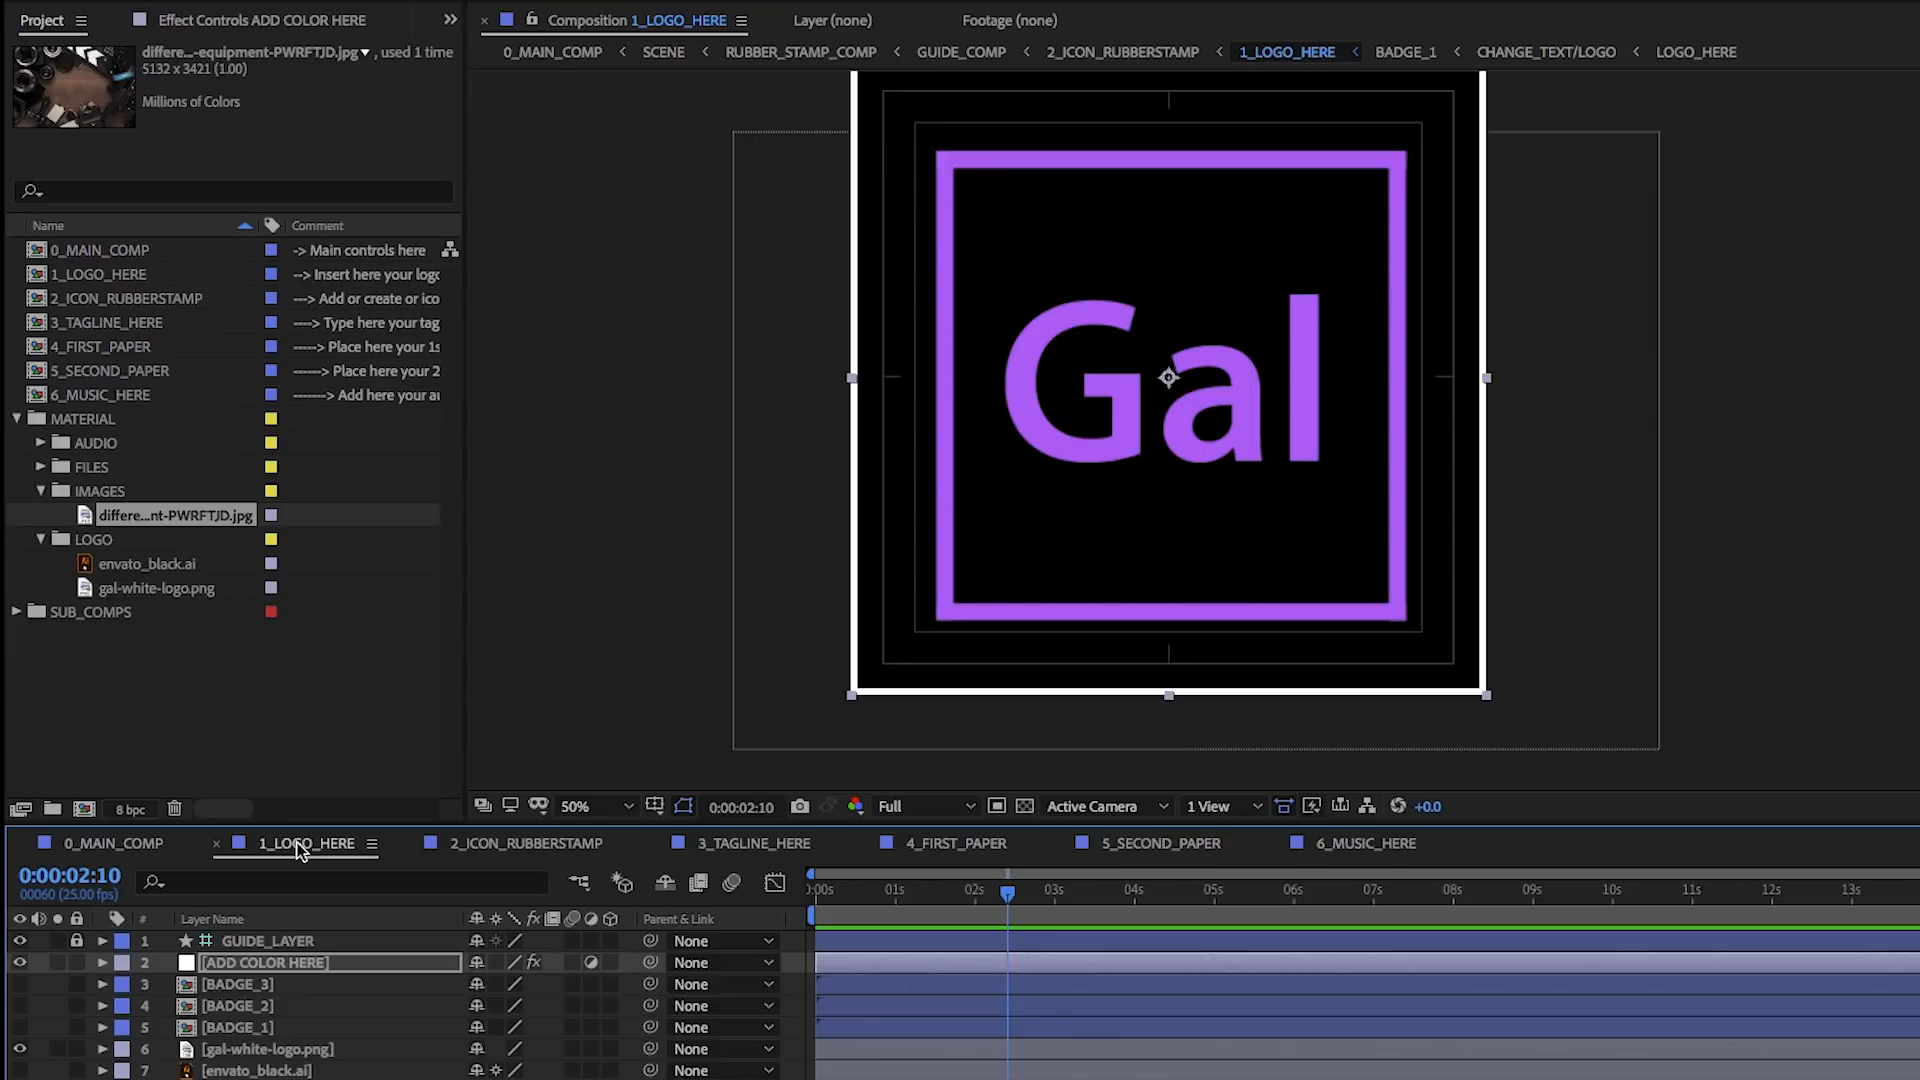 Project
Effect Controls ADD COLOR HERE
Composition 1_LOGO_HERE
Layer (none)
Footage (none)
0_MAIN_COMP
SCENE
RUBBER_STAMP_COMP
GUIDE_COMP
2_ICON_RUBBERSTAMP
1_LOGO_HERE
BADGE_1
CHANGE_TEXT/LOGO
LOGO_HERE
differe...-equipment-PWRFTJD.jpg , used 1 time
5132 x 3421 (1.00)
Millions of Colors
Name Comment
0_MAIN_COMP -> Main controls here
1_LOGO_HERE --> Insert here your logo
2_ICON_RUBBERSTAMP ---> Add or create or ico
3_TAGLINE_HERE ----> Type here your tag
4_FIRST_PAPER -----> Place here your 1s
5_SECOND_PAPER ------> Place here your 2
6_MUSIC_HERE -------> Add here your au
MATERIAL
AUDIO
FILES
IMAGES
differe...nt-PWRFTJD.jpg
LOGO
envato_black.ai
gal-white-logo.png
SUB_COMPS
Gal
8 bpc
50%
0:00:02:10
Full
Active Camera
1 View
+0.0
0_MAIN_COMP
1_LOGO_HERE
2_ICON_RUBBERSTAMP
3_TAGLINE_HERE
4_FIRST_PAPER
5_SECOND_PAPER
6_MUSIC_HERE
0:00:02:10
00060 (25.00 fps)
:00s 01s 02s 03s 04s 05s 06s 07s 08s 09s 10s 11s 12s 13s
# Layer Name fx Parent & Link
1 GUIDE_LAYER None
2 [ADD COLOR HERE] fx None
3 [BADGE_3] None
4 [BADGE_2] None
5 [BADGE_1] None
6 [gal-white-logo.png] None
7 [envato_black.ai] None